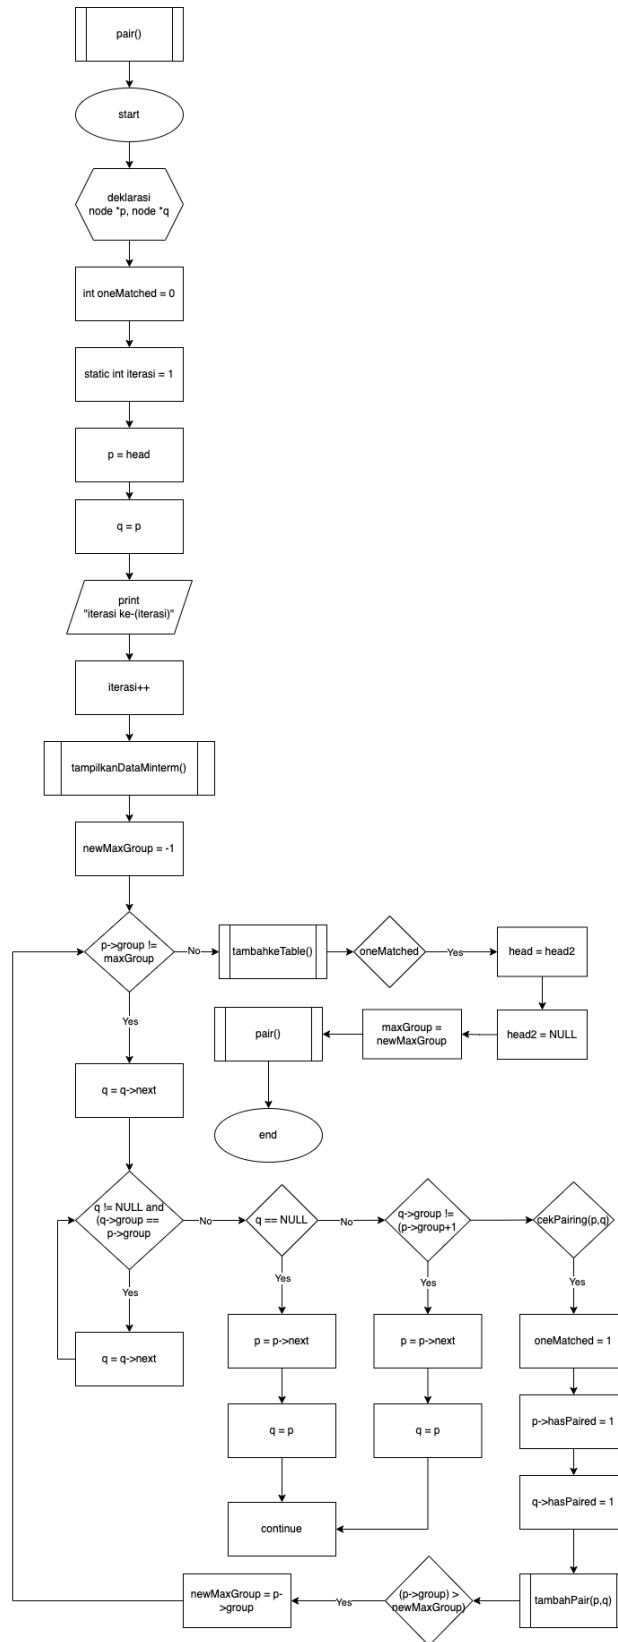 pair()
start
deklarasi
node *p, node *q
int oneMatched = 0
static int iterasi = 1
p = head
q = p
print
"iterasi ke-(iterasi)"
iterasi++
tampilkanDataMinterm()
newMaxGroup = -1
p->group !=
maxGroup
No
tambahkeTable()
oneMatched
Yes
head = head2
Yes
pair()
maxGroup =
newMaxGroup
head2 = NULL
q = q->next
end
q != NULL and
(q->group ==
p->group
No
q == NULL
No
q->group !=
(p->group+1
cekPairing(p,q)
Yes
Yes
Yes
Yes
q = q->next
p = p->next
p = p->next
oneMatched = 1
q = p
q = p
p->hasPaired = 1
continue
q->hasPaired = 1
newMaxGroup = p-
>group
Yes
(p->group) >
newMaxGroup)
tambahPair(p,q)